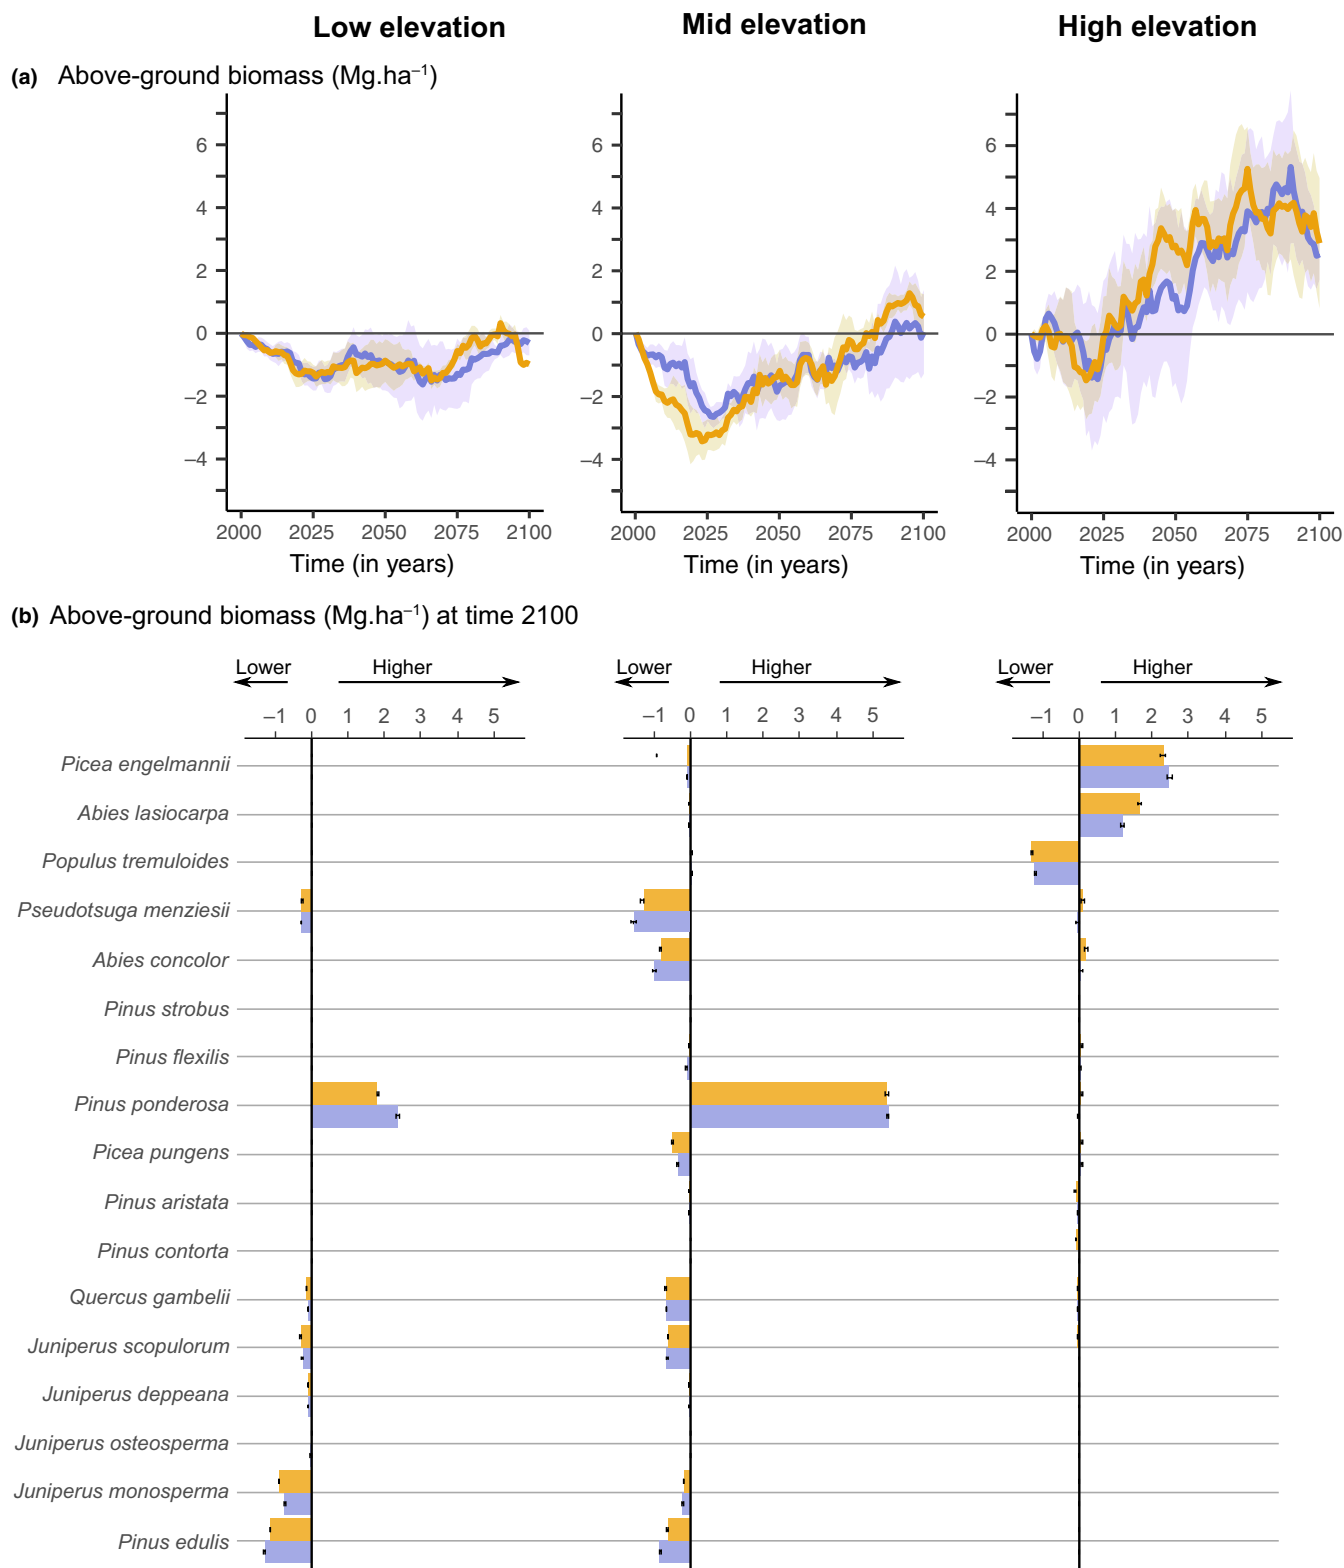 Low elevation Mid elevation High elevation
(a) Above-ground biomass (Mg.ha−1)
6 6 6
4 4 4
2 2 2
0 0 0
−2 −2 −2
−4 −4 −4
2000 2025 2050 2075 2100 2000 2025 2050 2075 2100 2000 2025 2050 2075 2100
Time (in years) Time (in years) Time (in years)
(b) Above-ground biomass (Mg.ha−1) at time 2100
Lower Higher Lower Higher Lower Higher
−1 0 1 2 3 4 5 −1 0 1 2 3 4 5 −1 0 1 2 3 4 5
Picea engelmannii
Abies lasiocarpa
Populus tremuloides
Pseudotsuga menziesii
Abies concolor
Pinus strobus
Pinus flexilis
Pinus ponderosa
Picea pungens
Pinus aristata
Pinus contorta
Quercus gambelii
Juniperus scopulorum
Juniperus deppeana
Juniperus osteosperma
Juniperus monosperma
Pinus edulis